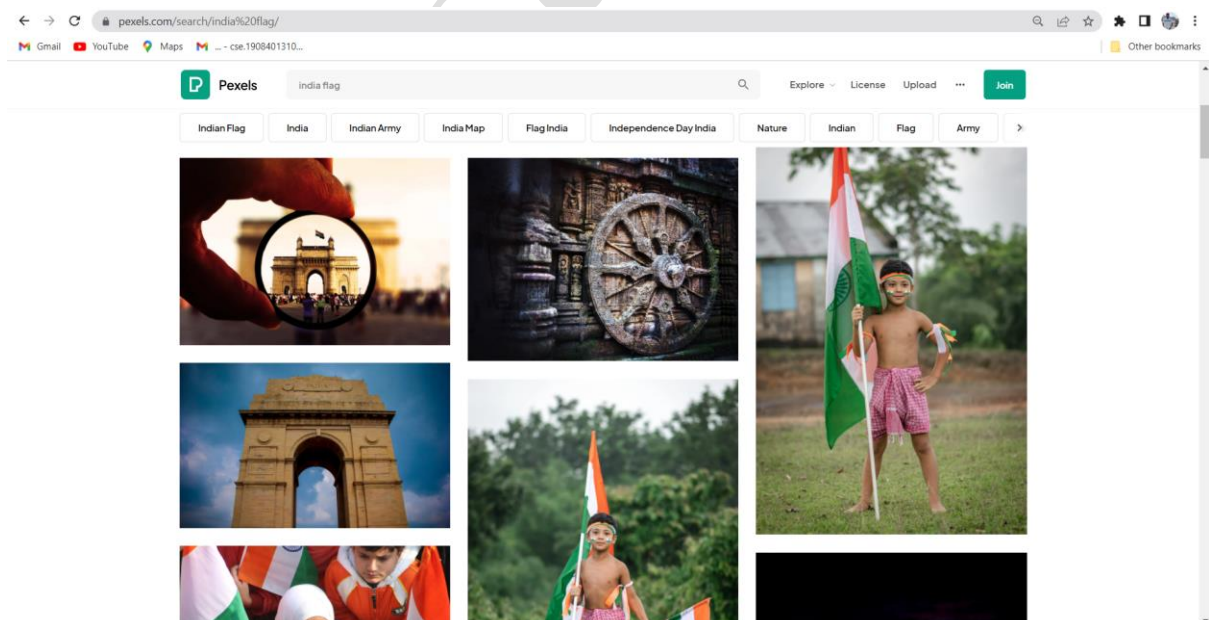 pexels.com/search/india%20flag/
Gmail YouTube Maps ... - cse.1908401310... Other bookmarks
Pexels india flag Explore License Upload ... Join
Indian Flag India Indian Army India Map Flag India Independence Day India Nature Indian Flag Army